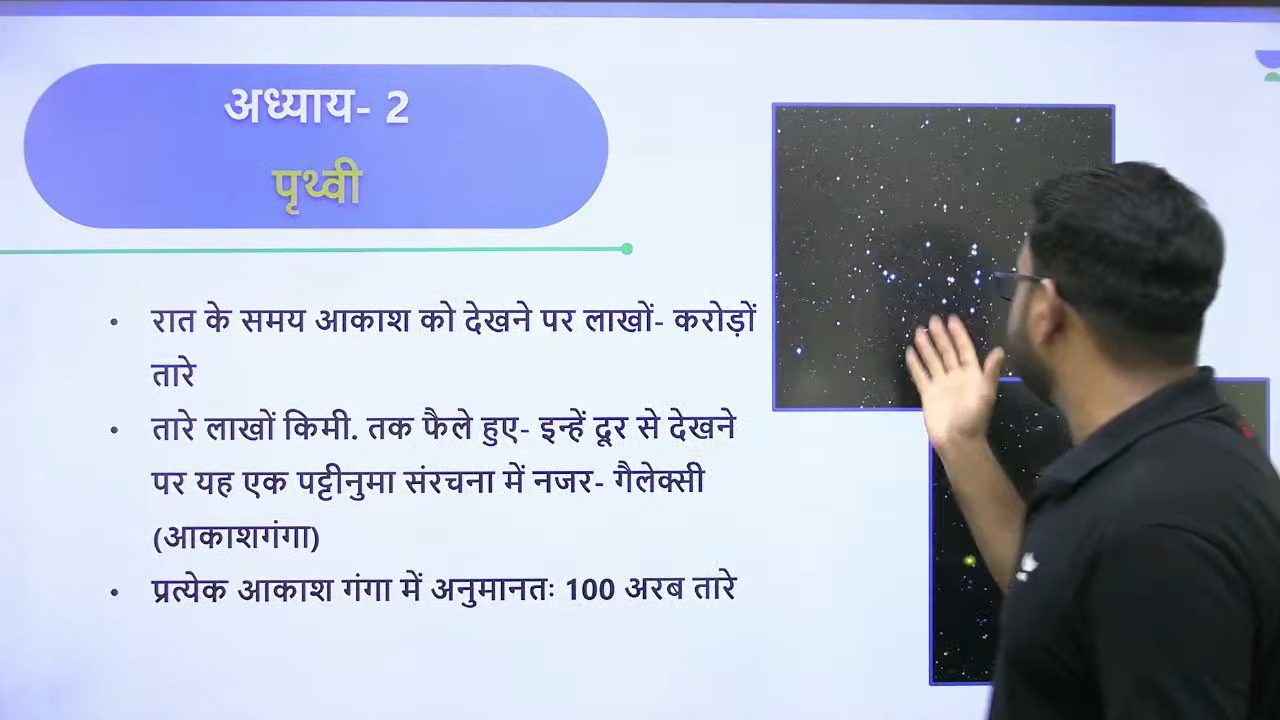 अध्याय- 2
पृथ्वी
• रात के समय आकाश को देखने पर लाखों- करोड़ों
तारे
• तारे लाखों किमी. तक फैले हुए- इन्हें दूर से देखने
पर यह एक पट्टीनुमा संरचना में नजर- गैलेक्सी
(आकाशगंगा)
• प्रत्येक आकाश गंगा में अनुमानतः 100 अरब तारे